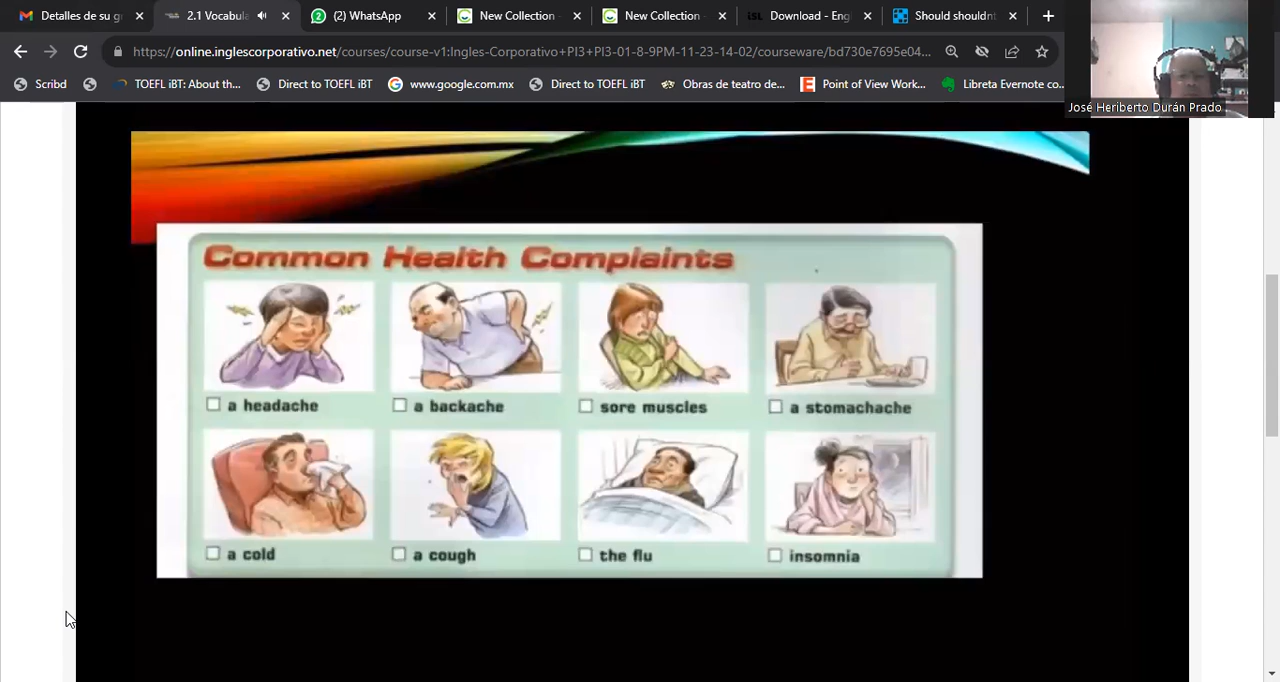 Detalles de su gr
2.1 Vocabula
(2) WhatsApp
New Collection -
New Collection -
Download - Eng
Should shouldnt
https://online.inglescorporativo.net/courses/course-v1:Ingles-Corporativo+PI3+PI3-01-8-9PM-11-23-14-02/courseware/bd730e7695e04...
Scribd
TOEFL iBT: About th...
Direct to TOEFL iBT
www.google.com.mx
Direct to TOEFL iBT
Obras de teatro de...
Point of View Work...
Libreta Evernote co...
José Heriberto Durán Prado
Common Health Complaints
a headache
a backache
sore muscles
a stomachache
a cold
a cough
the flu
insomnia